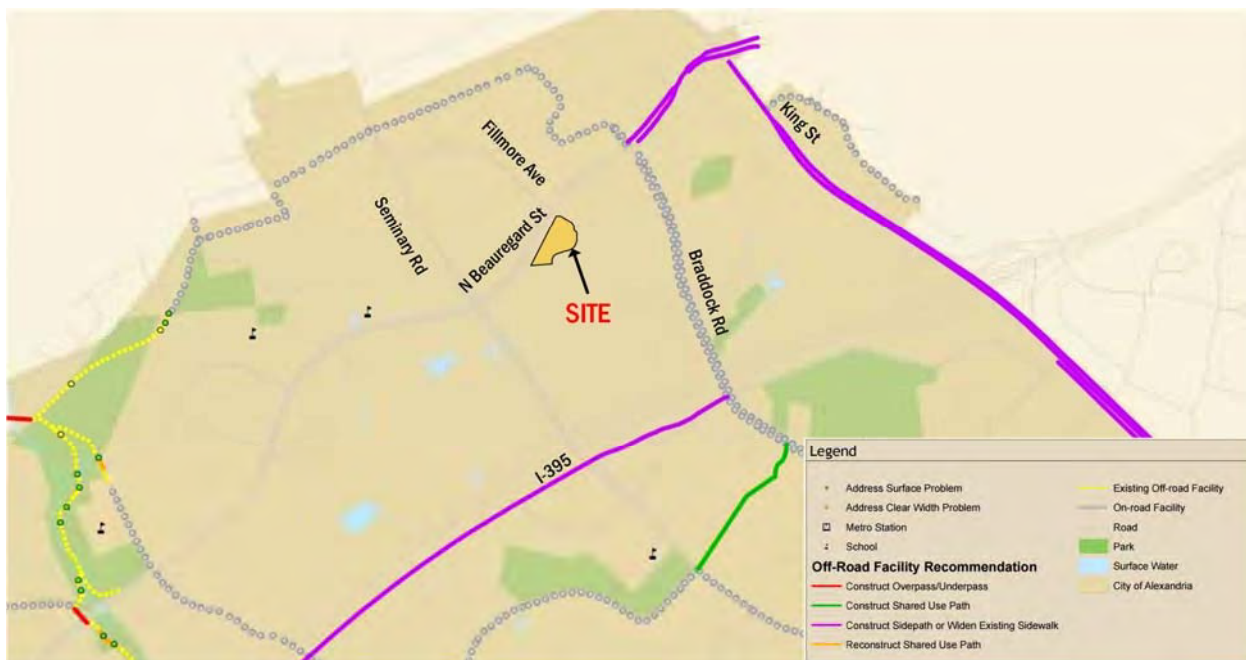 King St
Fillmore Ave
Seminary Rd
N Beauregard St
SITE
Braddock Rd
I-395
Legend
Address Surface Problem
Address Clear Width Problem
Metro Station
School
Off-Road Facility Recommendation
Construct Overpass/Underpass
Construct Shared Use Path
Construct Sidepath or Widen Existing Sidewalk
Reconstruct Shared Use Path
Existing Off-road Facility
On-road Facility
Road
Park
Surface Water
City of Alexandria